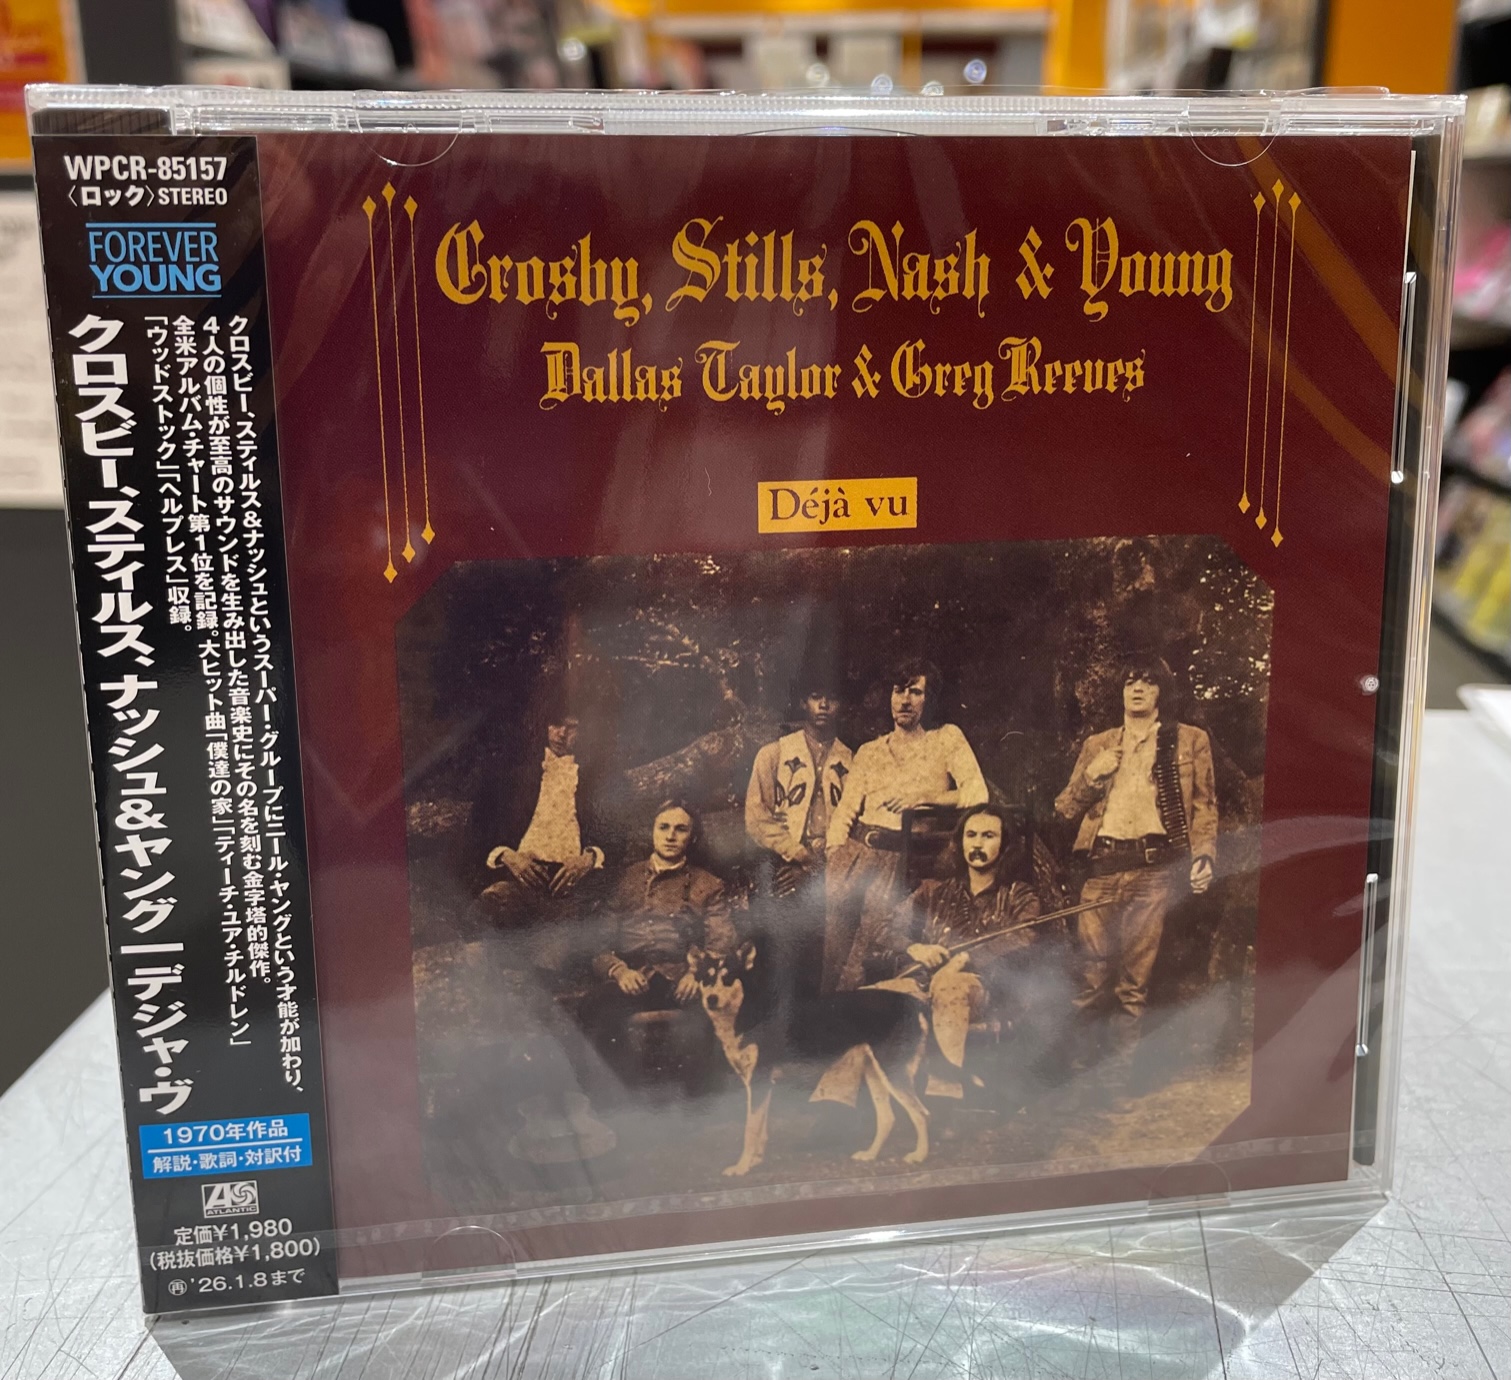 WPCR-85157
〈ロック〉STEREO
FOREVER
YOUNG
クロスビー、スティルス&ナッシュというスーパー・グループにニール・ヤングという才能が加わり、
4人の個性が至高のサウンドを生み出した音楽史にその名を刻む金字塔的傑作。
全米アルバム・チャート第1位を記録。大ヒット曲「僕達の家」「ティーチ・ユア・チルドレン」
「ウッドストック」「ヘルプレス」収録。
クロスビー、スティルス、ナッシュ&ヤング|デジャ・ヴ
1970年作品
解説・歌詞・対訳付
ATLANTIC
定価¥1,980
(税抜価格¥1,800)
再 '26.1.8まで
Crosby, Stills, Nash & Young
Dallas Taylor & Greg Reeves
Déjà vu